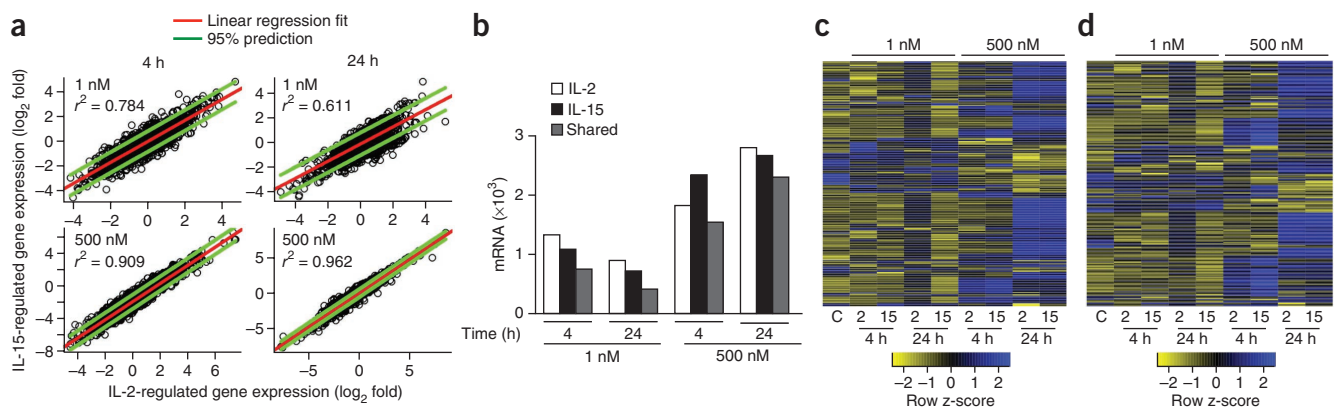 a
Linear regression fit
95% prediction
4 h
24 h
IL-15-regulated gene expression (log2 fold)
1 nM
r2 = 0.784
4
2
0
−2
−4
−4 −2 0 2 4
1 nM
r2 = 0.611
4
2
0
−2
−4
−4 −2 0 2 4
500 nM
r2 = 0.909
4
0
−4
−8
−4 −2 0 2 4 6
500 nM
r2 = 0.962
5
0
−5
−5 0 5
IL-2-regulated gene expression (log2 fold)
b
IL-2
IL-15
Shared
mRNA (×10³)
3
2
1
0
Time (h)
4 24 4 24
1 nM 500 nM
c
1 nM 500 nM
C 2 15 2 15 2 15 2 15
4 h 24 h 4 h 24 h
−2 −1 0 1 2
Row z-score
d
1 nM 500 nM
C 2 15 2 15 2 15 2 15
4 h 24 h 4 h 24 h
−2 −1 0 1 2
Row z-score